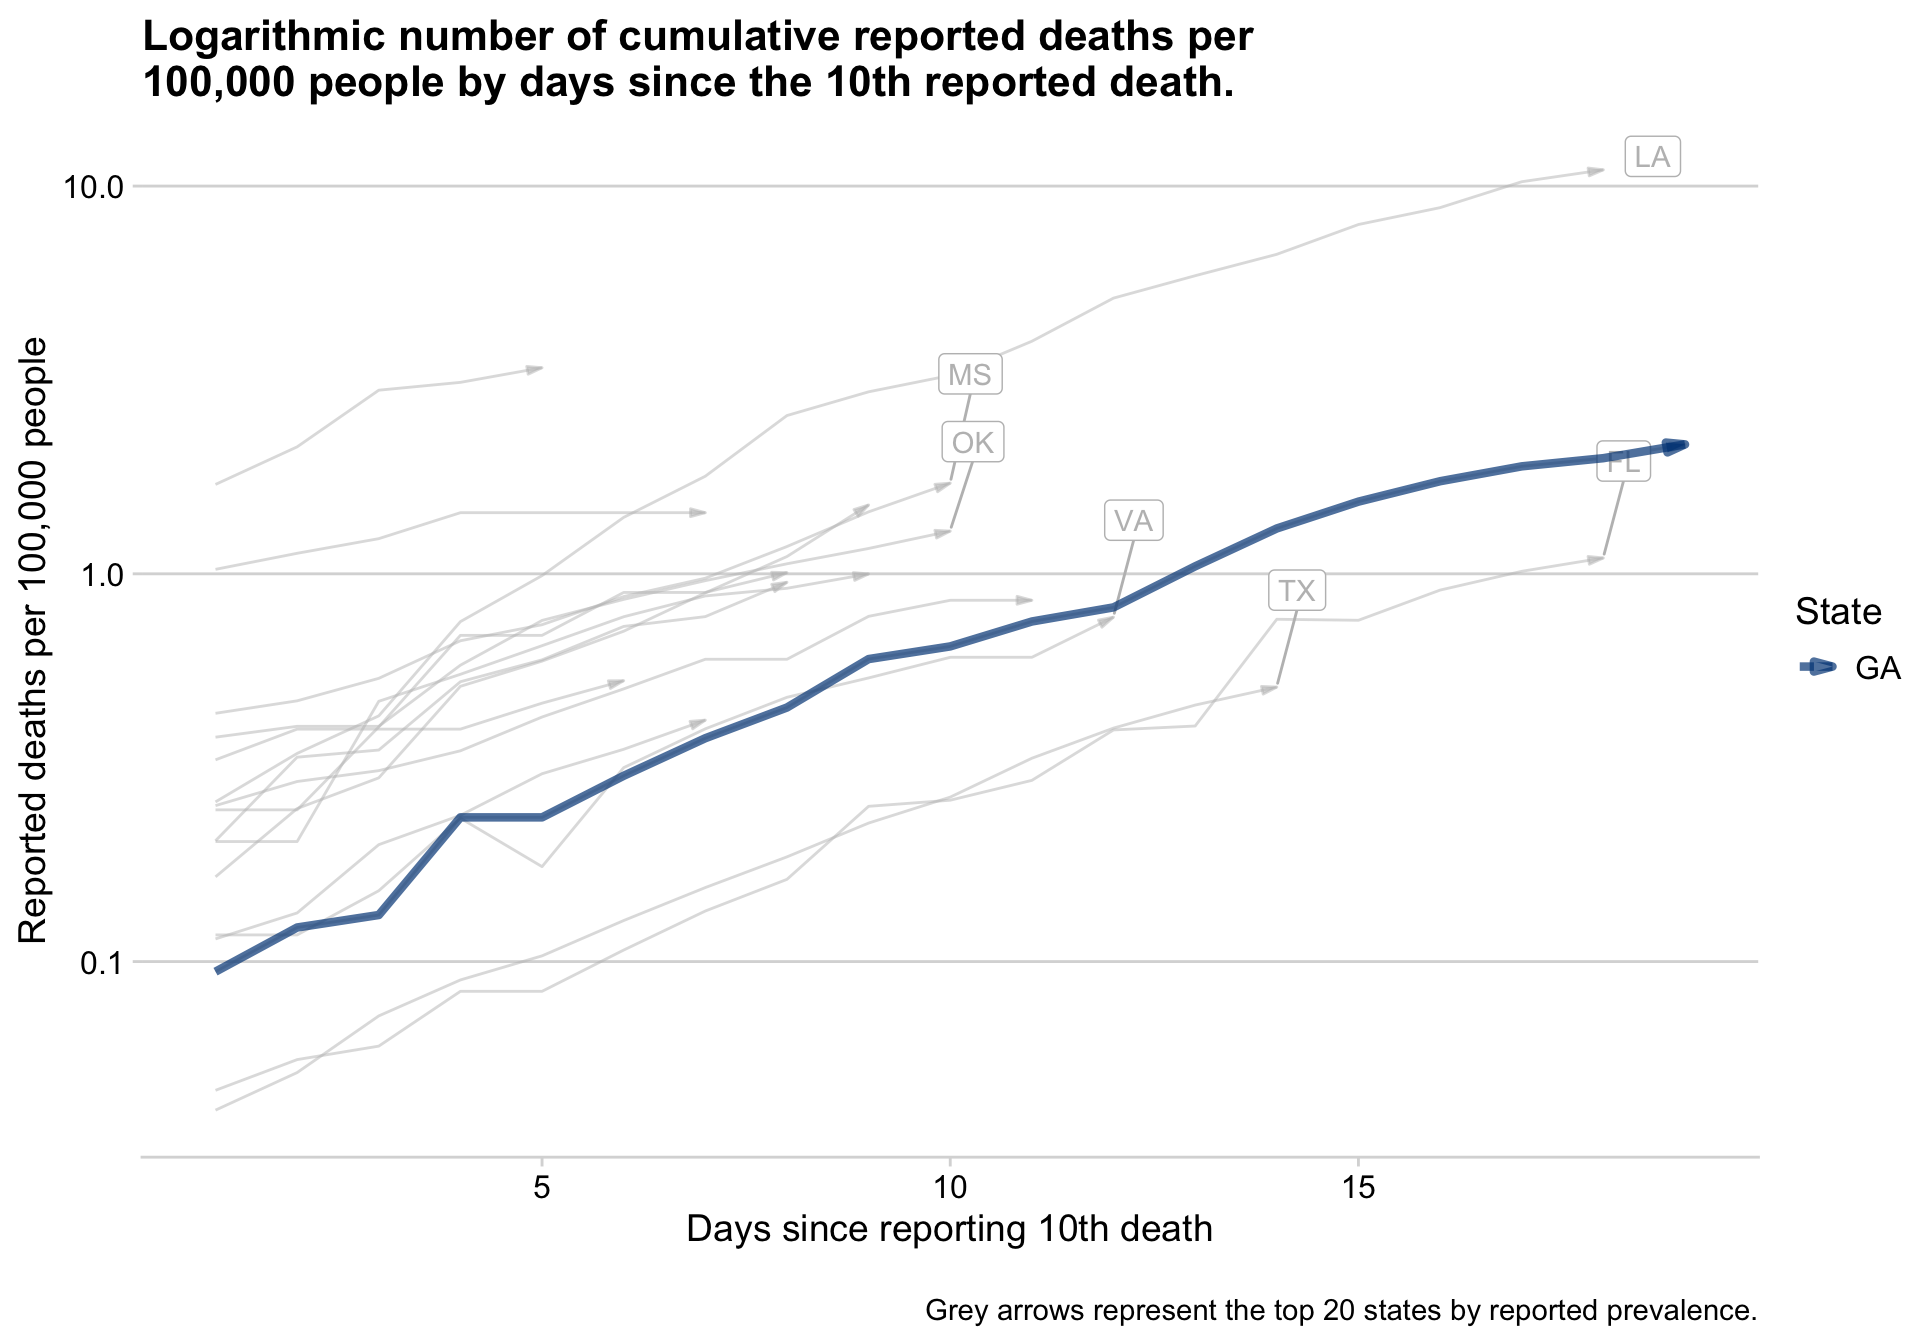 Logarithmic number of cumulative reported deaths per
100,000 people by days since the 10th reported death.
Reported deaths per 100,000 people
10.0
1.0
0.1
LA
MS
OK
FL
VA
TX
State
GA
5
10
15
Days since reporting 10th death
Grey arrows represent the top 20 states by reported prevalence.